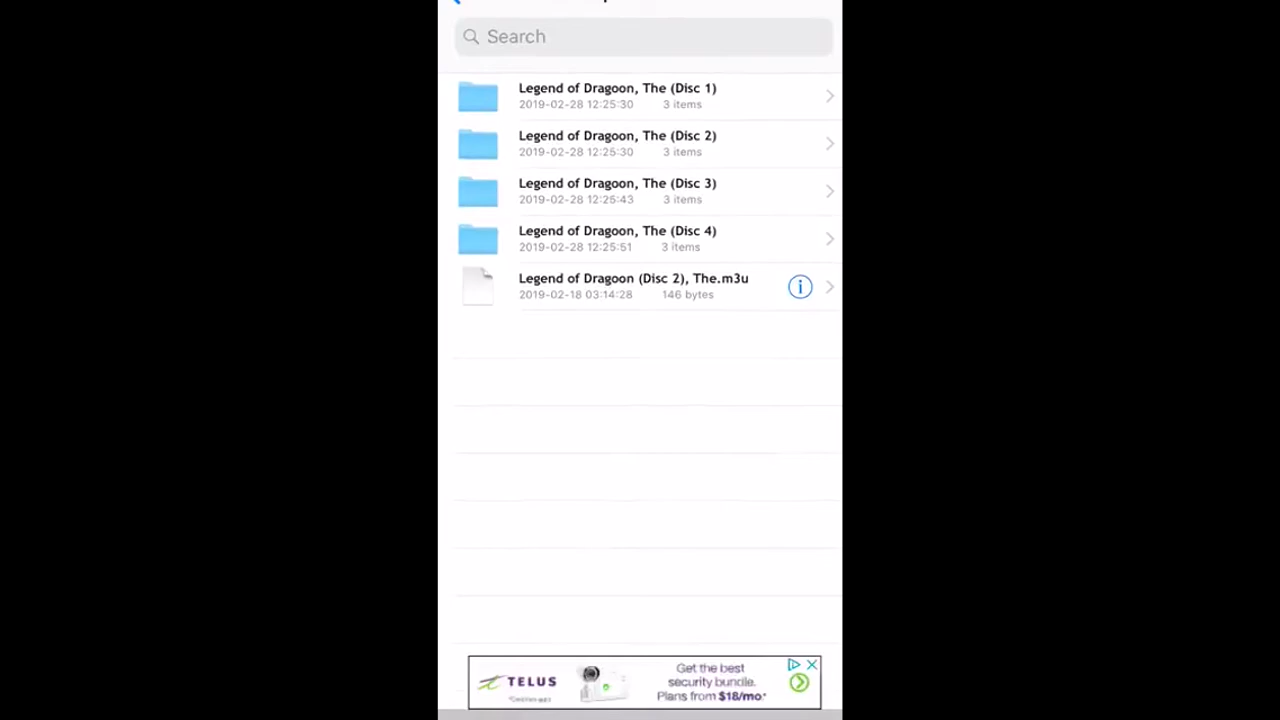 Search
Legend of Dragoon, The (Disc 1)
2019-02-28 12:25:30 3 items
Legend of Dragoon, The (Disc 2)
2019-02-28 12:25:30 3 items
Legend of Dragoon, The (Disc 3)
2019-02-28 12:25:43 3 items
Legend of Dragoon, The (Disc 4)
2019-02-28 12:25:51 3 items
Legend of Dragoon (Disc 2), The.m3u
2019-02-18 03:14:28 146 bytes
TELUS
Get the best
security bundle.
Plans from $18/mo.*